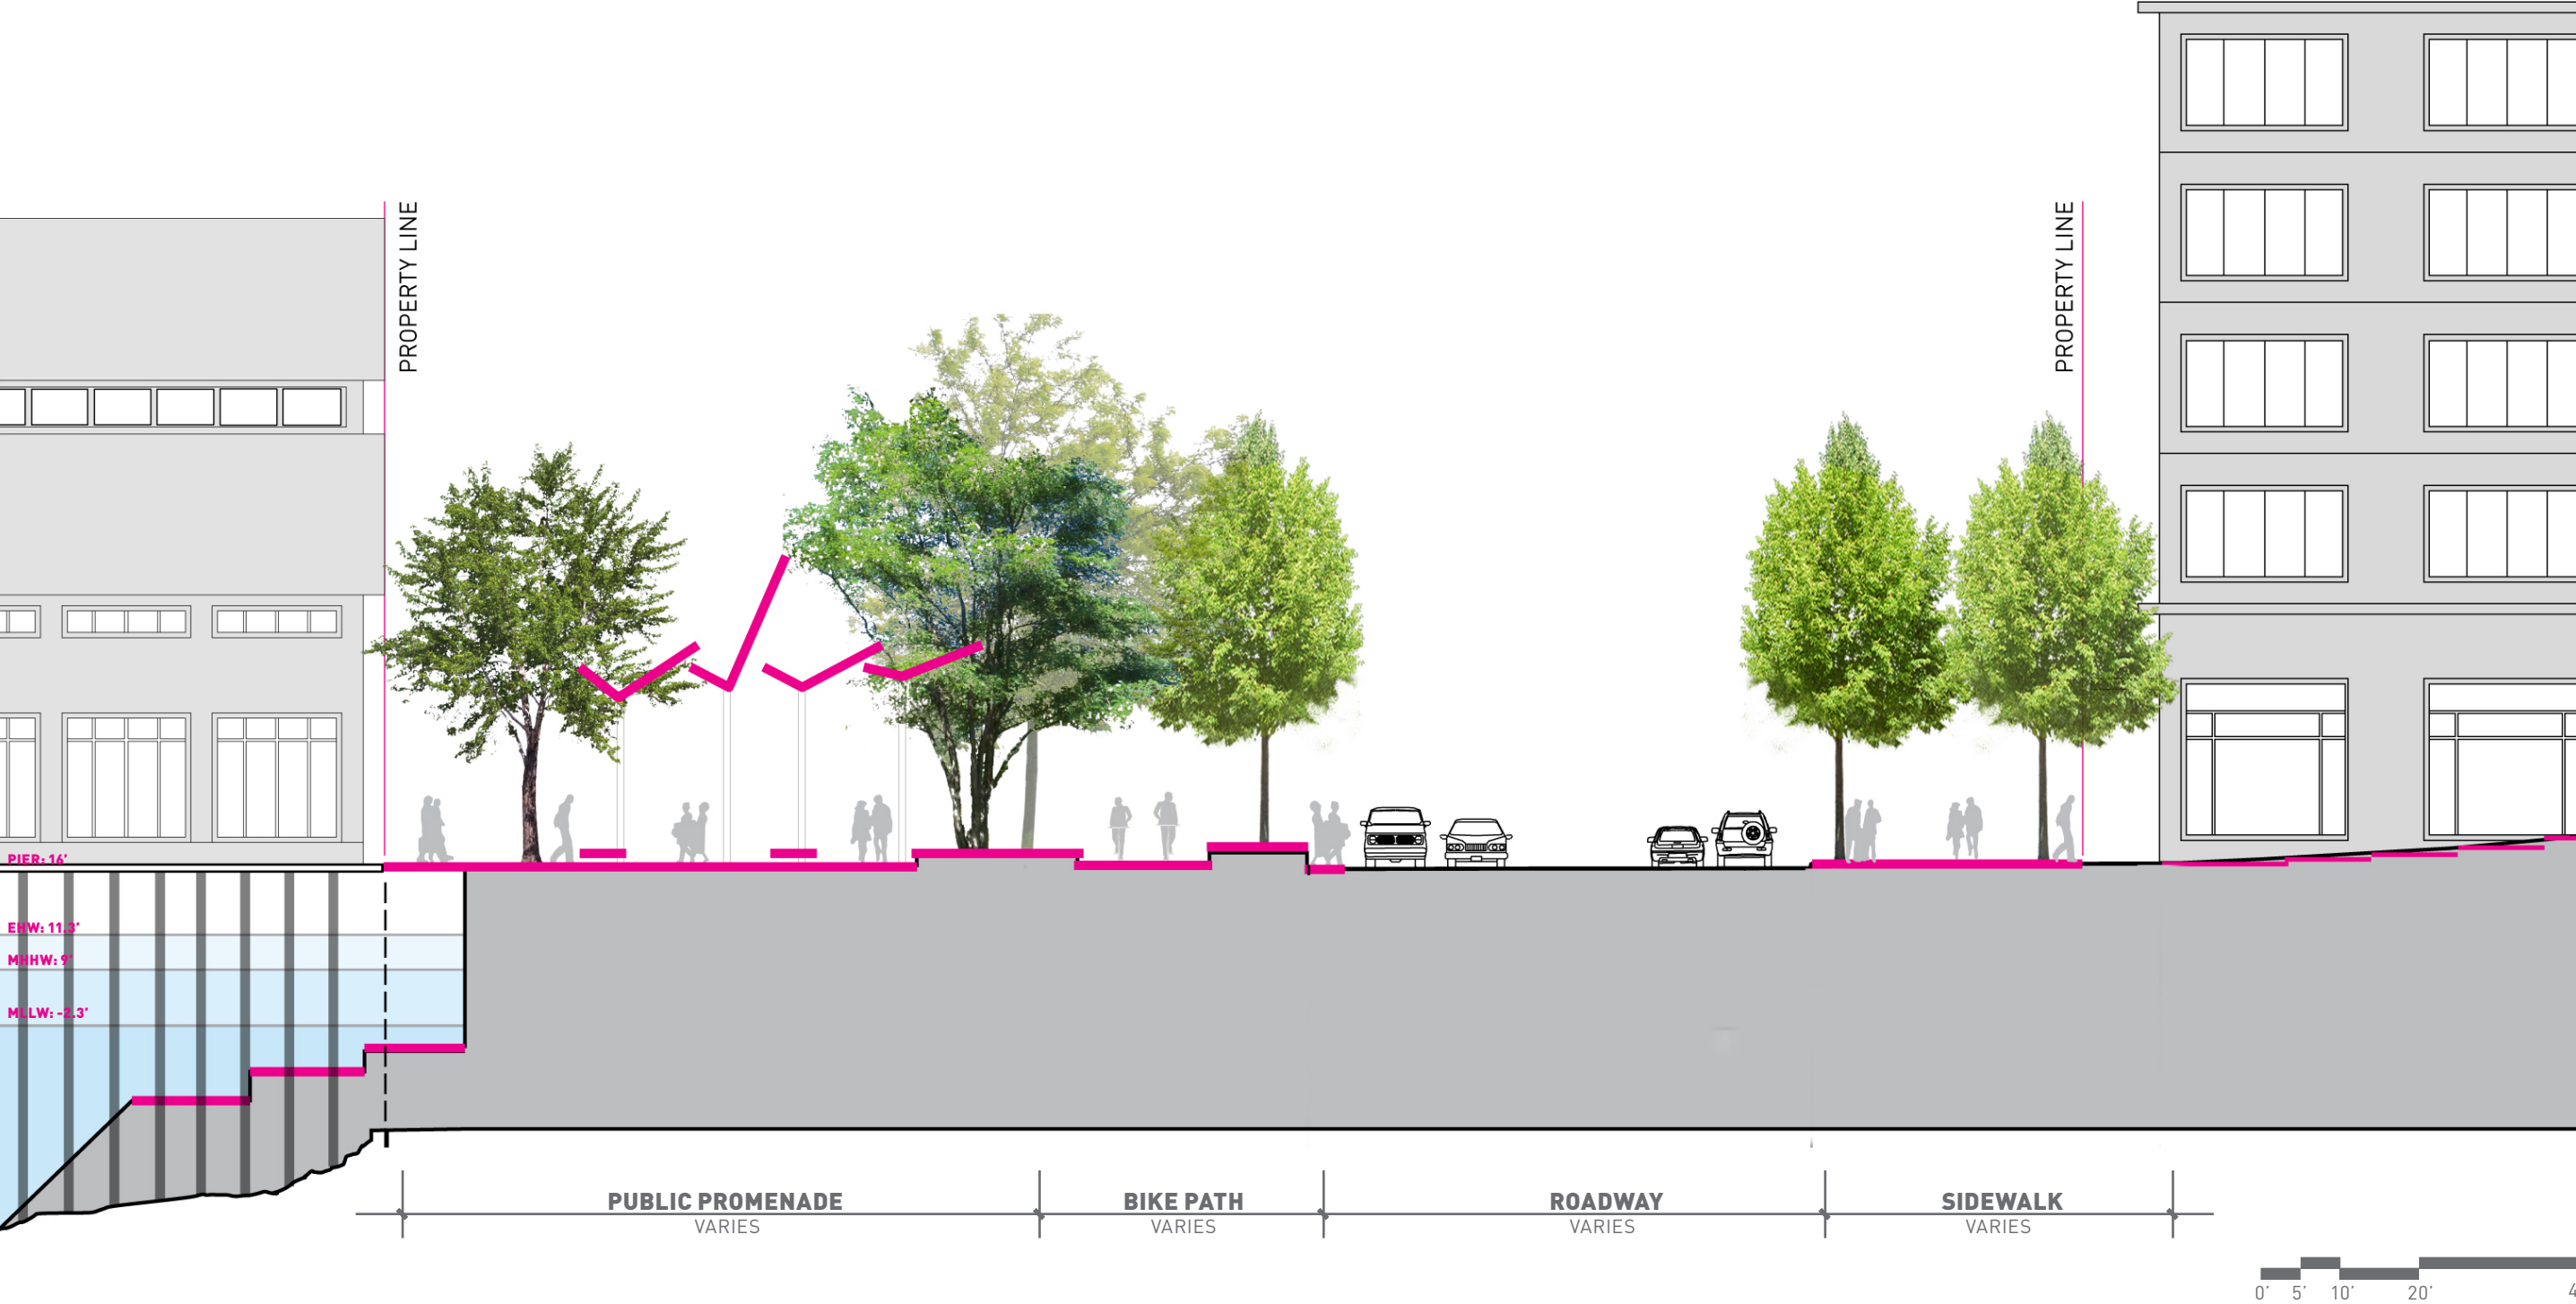 PROPERTY LINE
PROPERTY LINE
PIER: 16'
EHW: 11.3'
MHHW: 9'
MLLW: -2.3'
PUBLIC PROMENADE
VARIES
BIKE PATH
VARIES
ROADWAY
VARIES
SIDEWALK
VARIES
0' 5' 10' 20'